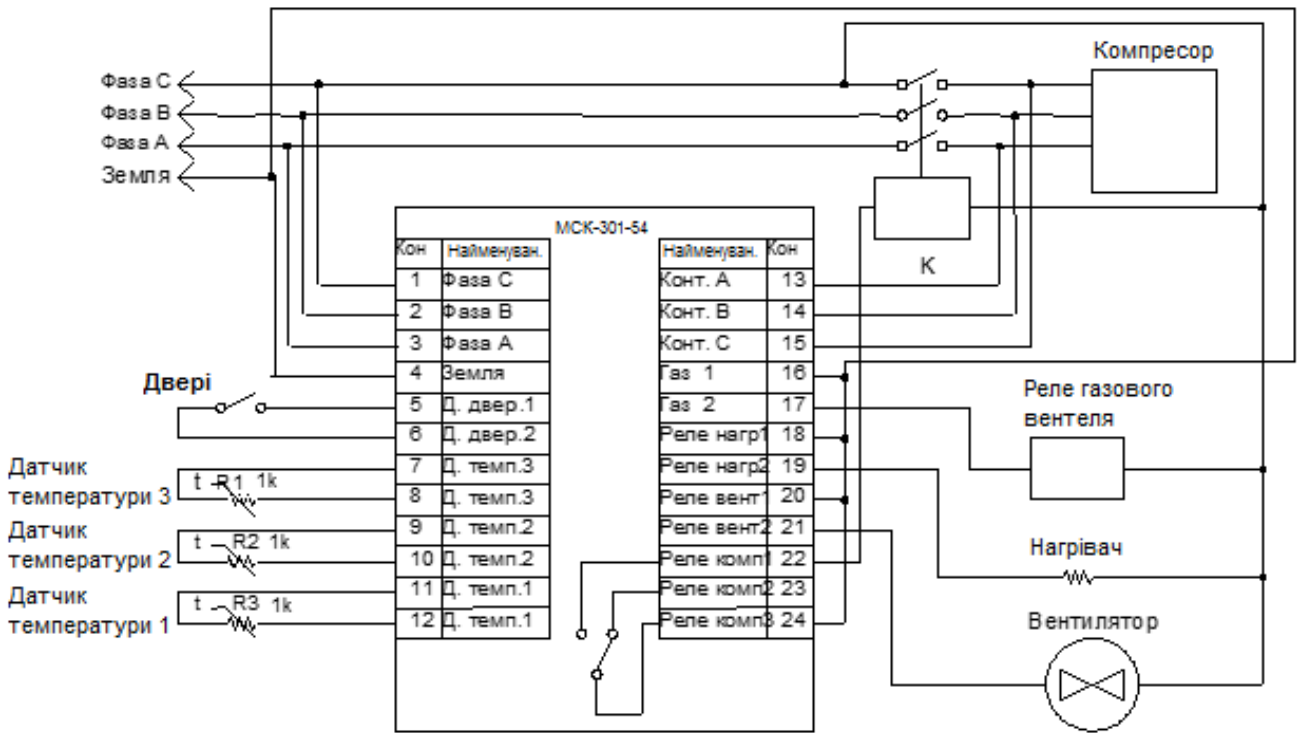 Компресор
Фаза С
Фаза В
Фаза А
Земля
МСК-301-54
Кон Найменуван. Найменуван. Кон
К
1 Фаза С Конт. А 13
2 Фаза В Конт. В 14
3 Фаза А Конт. С 15
4 Земля Газ 1 16
Двері
5 Д. двер.1 Газ 2 17
Реле газового
вентеля
6 Д. двер.2 Реле нагр1 18
Датчик
температури 3
t R1 1k
7 Д. темп.3 Реле нагр2 19
8 Д. темп.3 Реле вент1 20
Датчик
температури 2
t R2 1k
9 Д. темп.2 Реле вент2 21
10 Д. темп.2 Реле комп1 22
Нагрівач
Датчик
температури 1
t R3 1k
11 Д. темп.1 Реле комп2 23
12 Д. темп.1 Реле комп3 24
Вентилятор